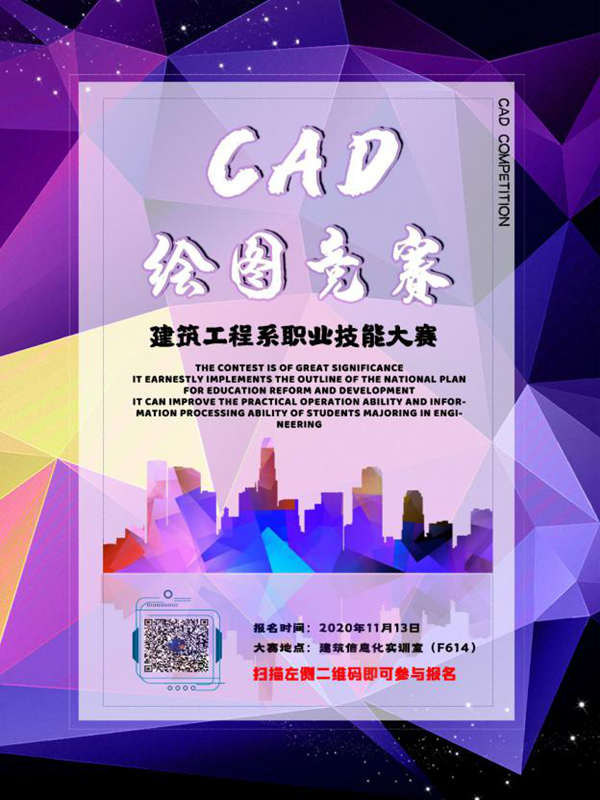 CAD
绘图竞赛
CAD COMPETITION
建筑工程系职业技能大赛
THE CONTEST IS OF GREAT SIGNIFICANCE
IT EARNESTLY IMPLEMENTS THE OUTLINE OF THE NATIONAL PLAN
FOR EDUCATION REFORM AND DEVELOPMENT
IT CAN IMPROVE THE PRACTICAL OPERATION ABILITY AND INFOR-
MATION PROCESSING ABILITY OF STUDENTS MAJORING IN ENGI-
NEERING
报名时间：2020年11月13日
大赛地点：建筑信息化实训室（F614）
扫描左侧二维码即可参与报名